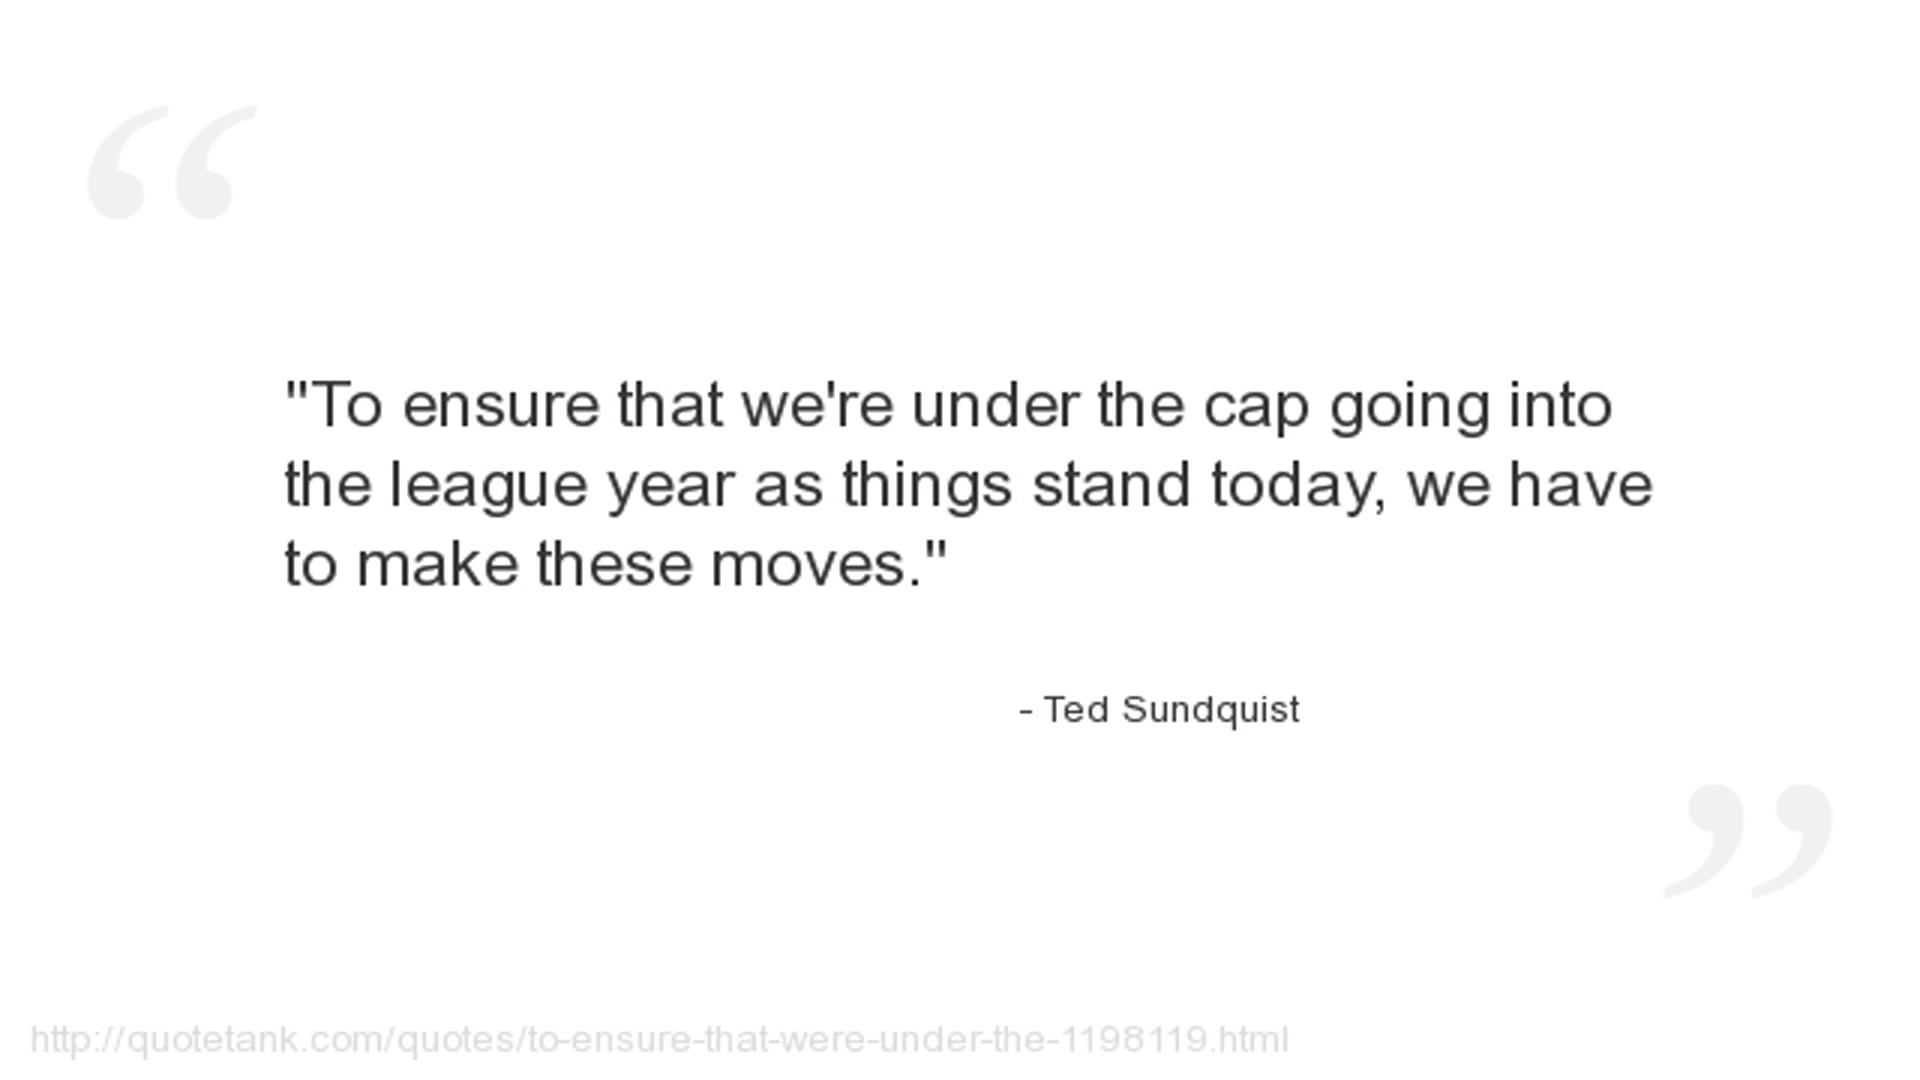 "To ensure that we're under the cap going into
the league year as things stand today, we have
to make these moves."
- Ted Sundquist
http://quotetank.com/quotes/to-ensure-that-were-under-the-1198119.html